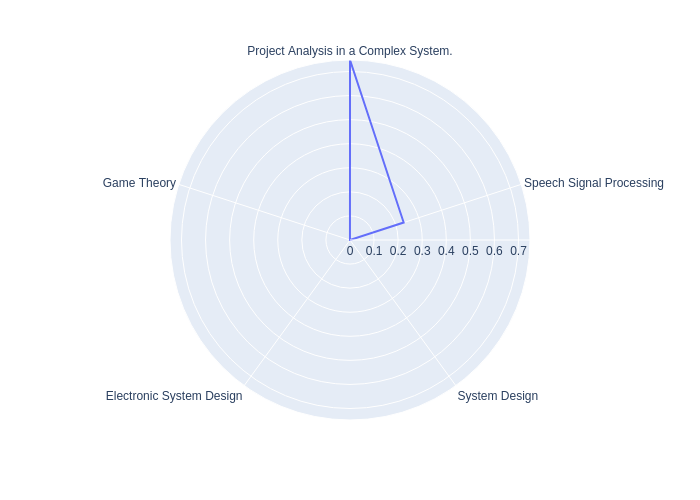 Project Analysis in a Complex System.
Game Theory
Speech Signal Processing
0 0.1 0.2 0.3 0.4 0.5 0.6 0.7
Electronic System Design
System Design